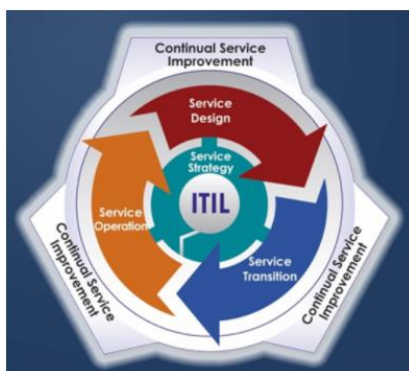 Continual Service
Improvement
Service
Design
Service
Strategy
ITIL
Service
Operation
Service
Transition
Continual Service
Improvement
Continual Service
Improvement